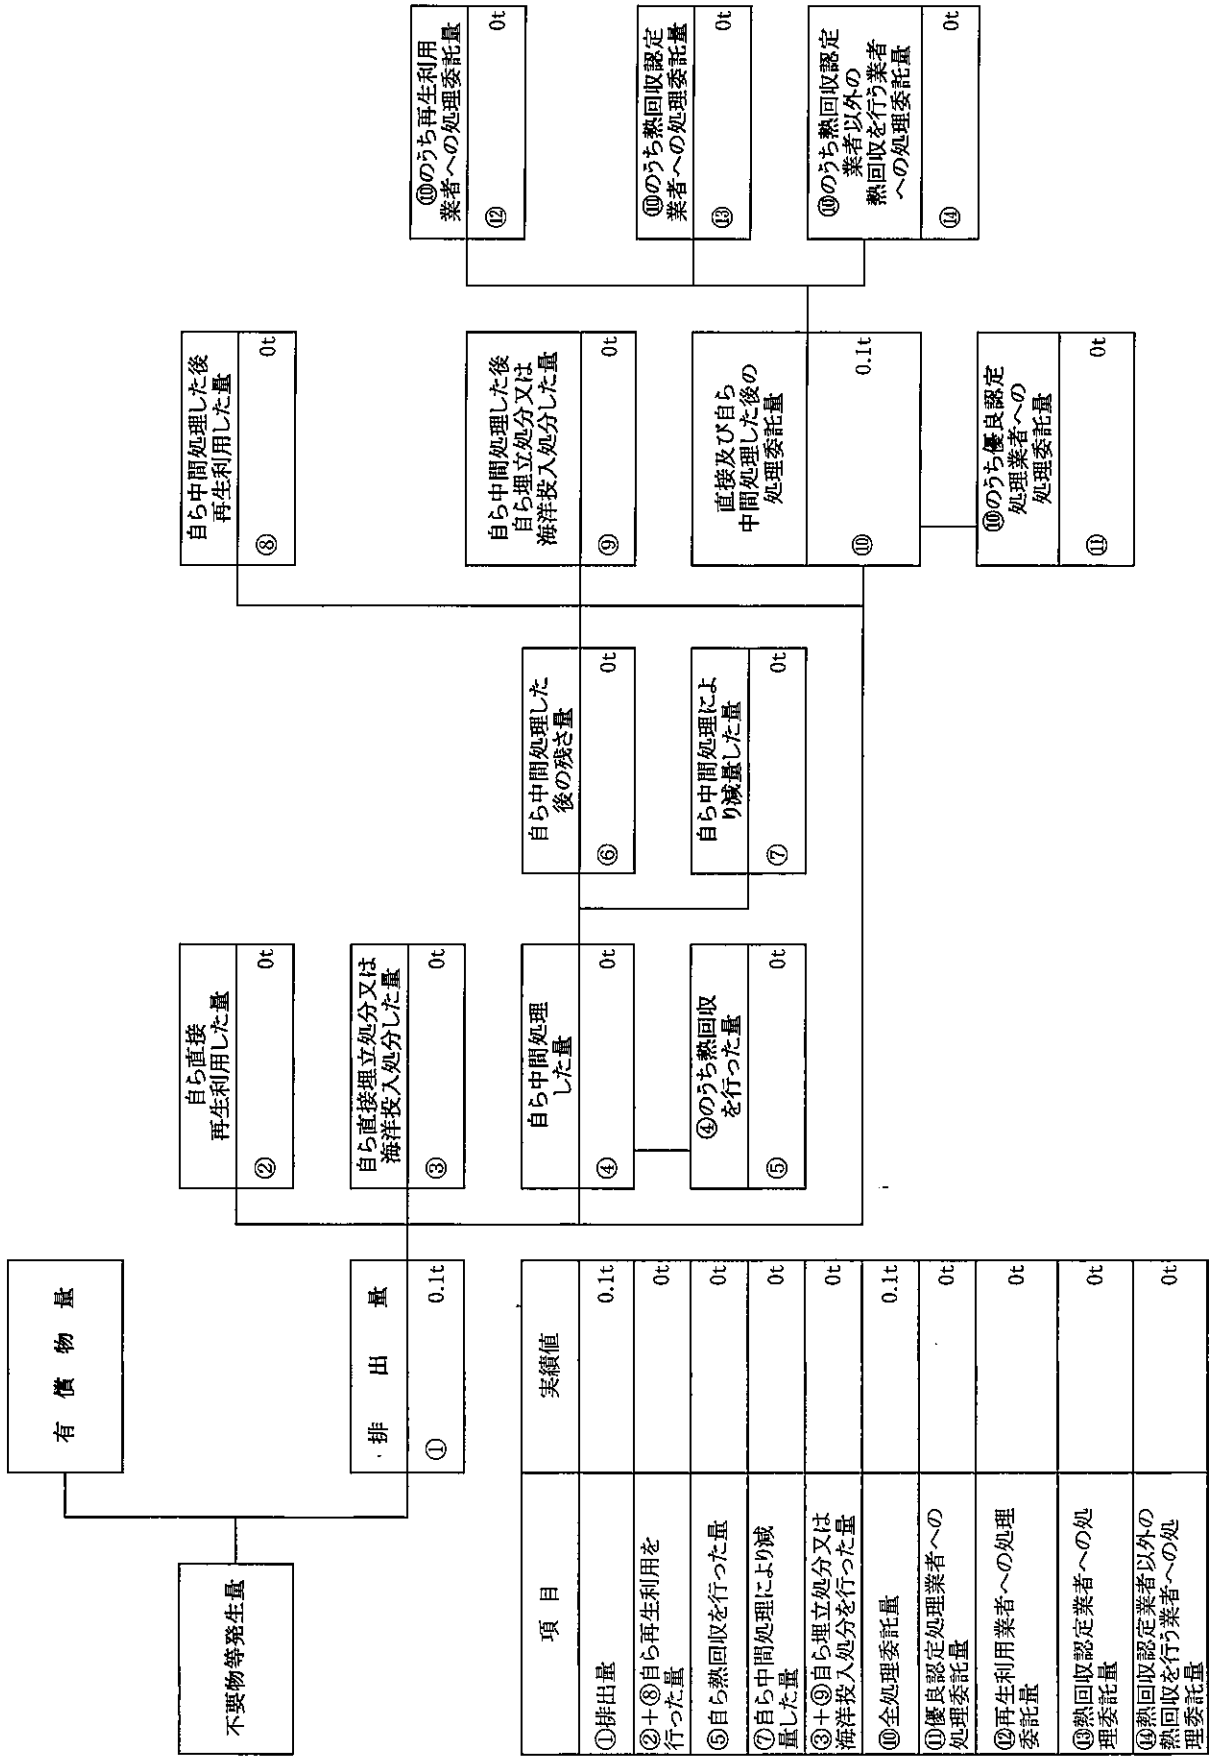 不要物等発生量
有償物量
排出量
① 0.1t
自ら直接
再生利用した量
② 0t
自ら直接埋立処分又は
海洋投入処分した量
③ 0t
自ら中間処理
した量
④ 0t
④のうち熱回収
を行った量
⑤ 0t
自ら中間処理した
後の残さ量
⑥ 0t
自ら中間処理によ
り減量した量
⑦ 0t
自ら中間処理した後
再生利用した量
⑧ 0t
自ら中間処理した後
自ら埋立処分又は
海洋投入処分した量
⑨ 0t
直接及び自ら
中間処理した後の
処理委託量
⑩ 0.1t
⑩のうち優良認定
処理業者への
処理委託量
⑪ 0t
⑩のうち再生利用
業者への処理委託量
⑫ 0t
⑩のうち熱回収認定
業者への処理委託量
⑬ 0t
⑩のうち熱回収認定
業者以外の
熱回収を行う業者
への処理委託量
⑭ 0t
項目 実績値
①排出量 0.1t
②+⑧自ら再生利用を
行った量 0t
⑤自ら熱回収を行った量 0t
⑦自ら中間処理により減
量した量 0t
③+⑨自ら埋立処分又は
海洋投入処分を行った量 0t
⑩全処理委託量 0.1t
⑪優良認定処理業者への
処理委託量 0t
⑫再生利用業者への処理
委託量 0t
⑬熱回収認定業者への処
理委託量 0t
⑭熱回収認定業者以外の
熱回収を行う業者への処
理委託量 0t